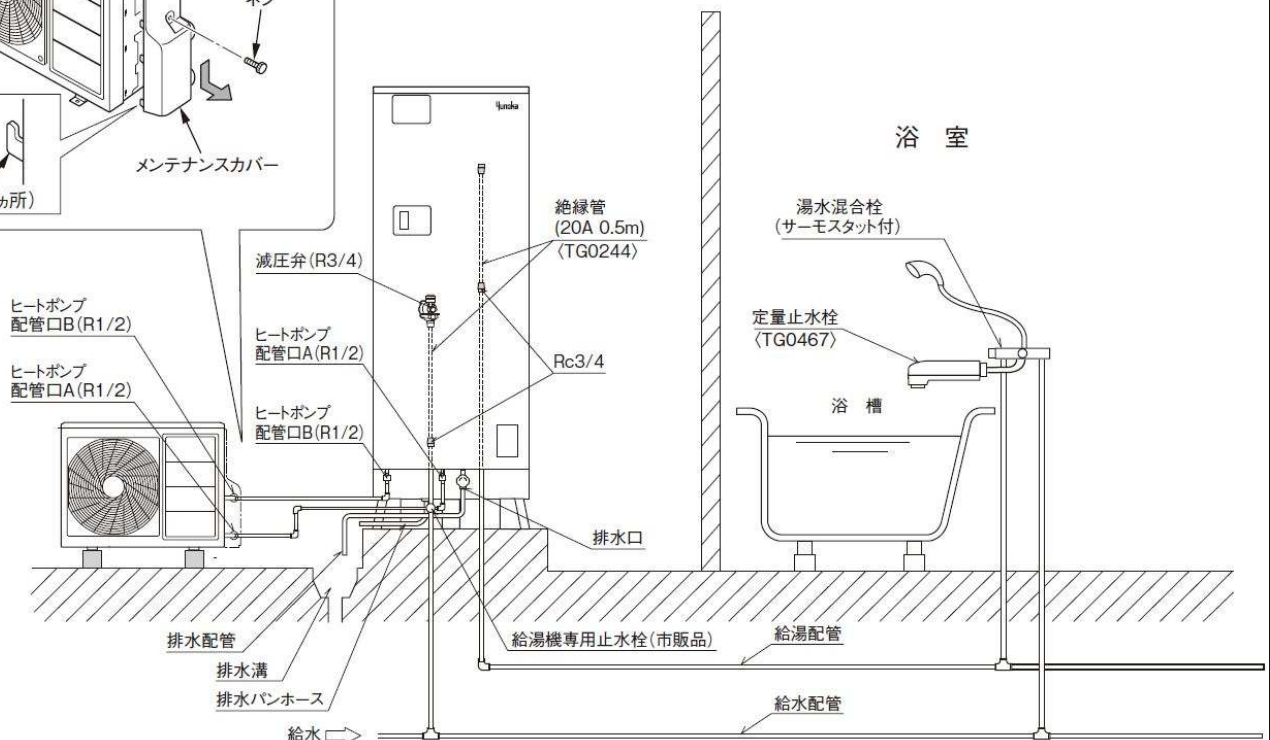 ネジ
メンテナンスカバー
カ所)
Yunoka
浴 室
絶縁管
(20A 0.5m)
〈TG0244〉
湯水混合栓
(サーモスタット付)
減圧弁(R3/4)
ヒートポンプ
配管口B(R1/2)
ヒートポンプ
配管口A(R1/2)
定量止水栓
〈TG0467〉
ヒートポンプ
配管口A(R1/2)
Rc3/4
浴 槽
ヒートポンプ
配管口B(R1/2)
排水口
排水配管
給湯機専用止水栓(市販品)
給湯配管
排水溝
排水パンホース
給水配管
給水